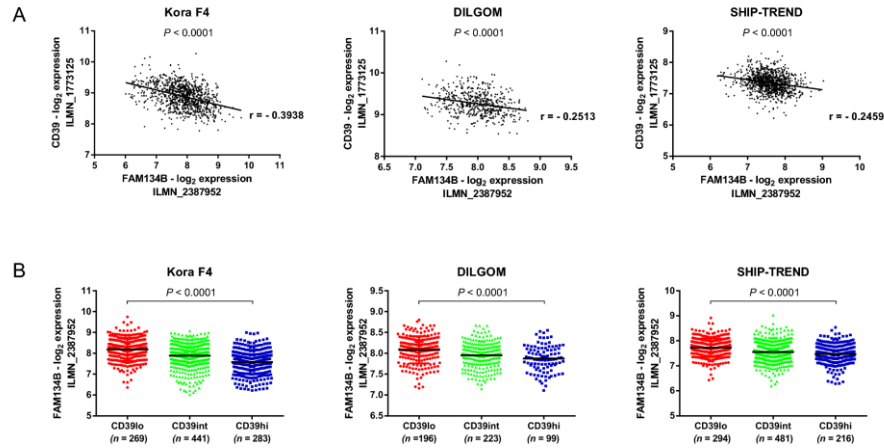 A
Kora F4
P < 0.0001
CD39 - log2 expression
ILMN_1773125
11
10
9
8
7
6
5
5 6 7 8 9 10 11
r = - 0.3938
FAM134B - log2 expression
ILMN_2387952
DILGOM
P < 0.0001
CD39 - log2 expression
ILMN_1773125
11
10
9
8
6.5 7.0 7.5 8.0 8.5 9.0 9.5
r = - 0.2513
FAM134B - log2 expression
ILMN_2387952
SHIP-TREND
P < 0.0001
CD39 - log2 expression
ILMN_1773125
9
8
7
6
5
5 6 7 8 9 10
r = - 0.2459
FAM134B - log2 expression
ILMN_2387952
B
Kora F4
P < 0.0001
FAM134B - log2 expression
ILMN_2387952
11
10
9
8
7
6
5
CD39lo CD39int CD39hi
(n = 269) (n = 441) (n = 283)
DILGOM
P < 0.0001
FAM134B - log2 expression
ILMN_2387952
9.5
9.0
8.5
8.0
7.5
7.0
6.5
CD39lo CD39int CD39hi
(n =196) (n = 223) (n = 99)
SHIP-TREND
P < 0.0001
FAM134B - log2 expression
ILMN_2387952
10
9
8
7
6
5
CD39lo CD39int CD39hi
(n = 294) (n = 481) (n = 216)